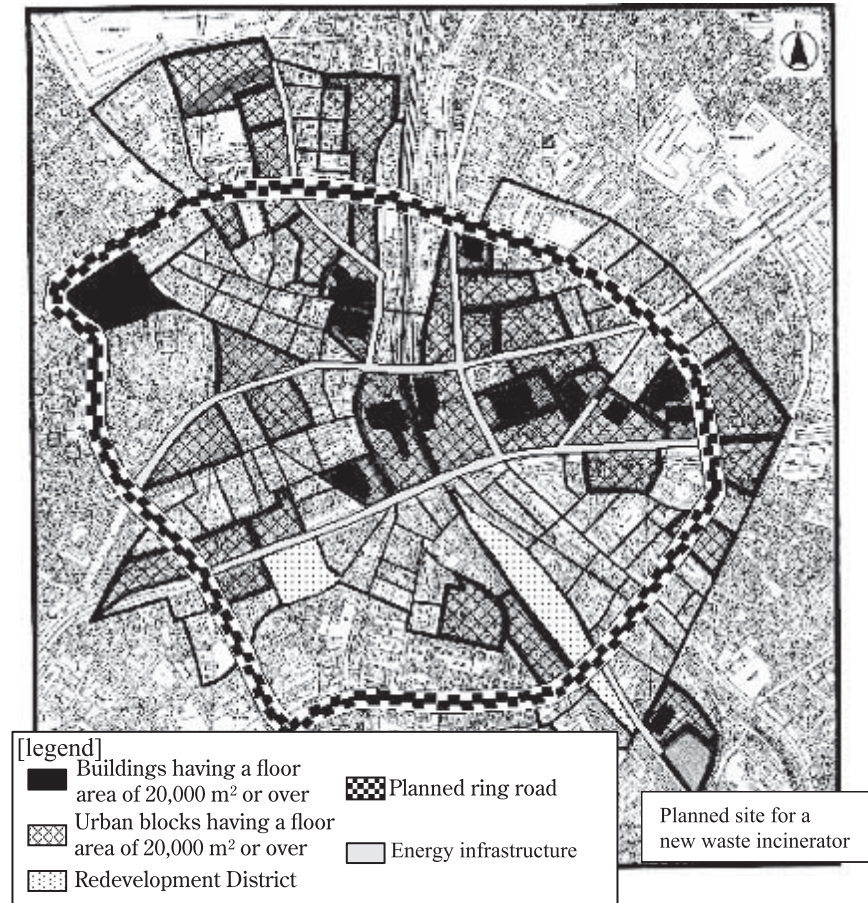 [legend]
Buildings having a floor
area of 20,000 m² or over
Urban blocks having a floor
area of 20,000 m² or over
Redevelopment District
Planned ring road
Energy infrastructure
Planned site for a
new waste incinerator